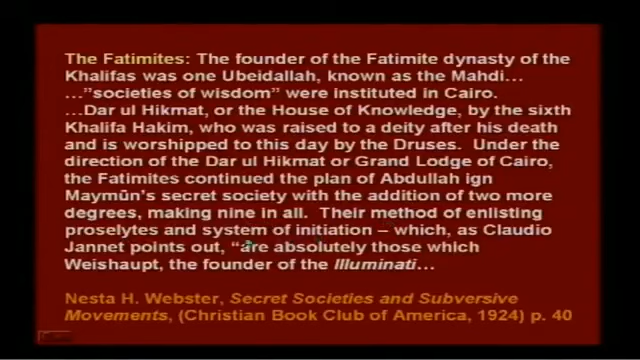 The Fatimites: The founder of the Fatimite dynasty of the
Khalifas was one Ubeidallah, known as the Mahdi…
…”societies of wisdom” were instituted in Cairo.
…Dar ul Hikmat, or the House of Knowledge, by the sixth
Khalifa Hakim, who was raised to a deity after his death
and is worshipped to this day by the Druses. Under the
direction of the Dar ul Hikmat or Grand Lodge of Cairo,
the Fatimites continued the plan of Abdullah ign
Maymūn’s secret society with the addition of two more
degrees, making nine in all. Their method of enlisting
proselytes and system of initiation – which, as Claudio
Jannet points out, “are absolutely those which
Weishaupt, the founder of the Illuminati…
Nesta H. Webster, Secret Societies and Subversive
Movements, (Christian Book Club of America, 1924) p. 40